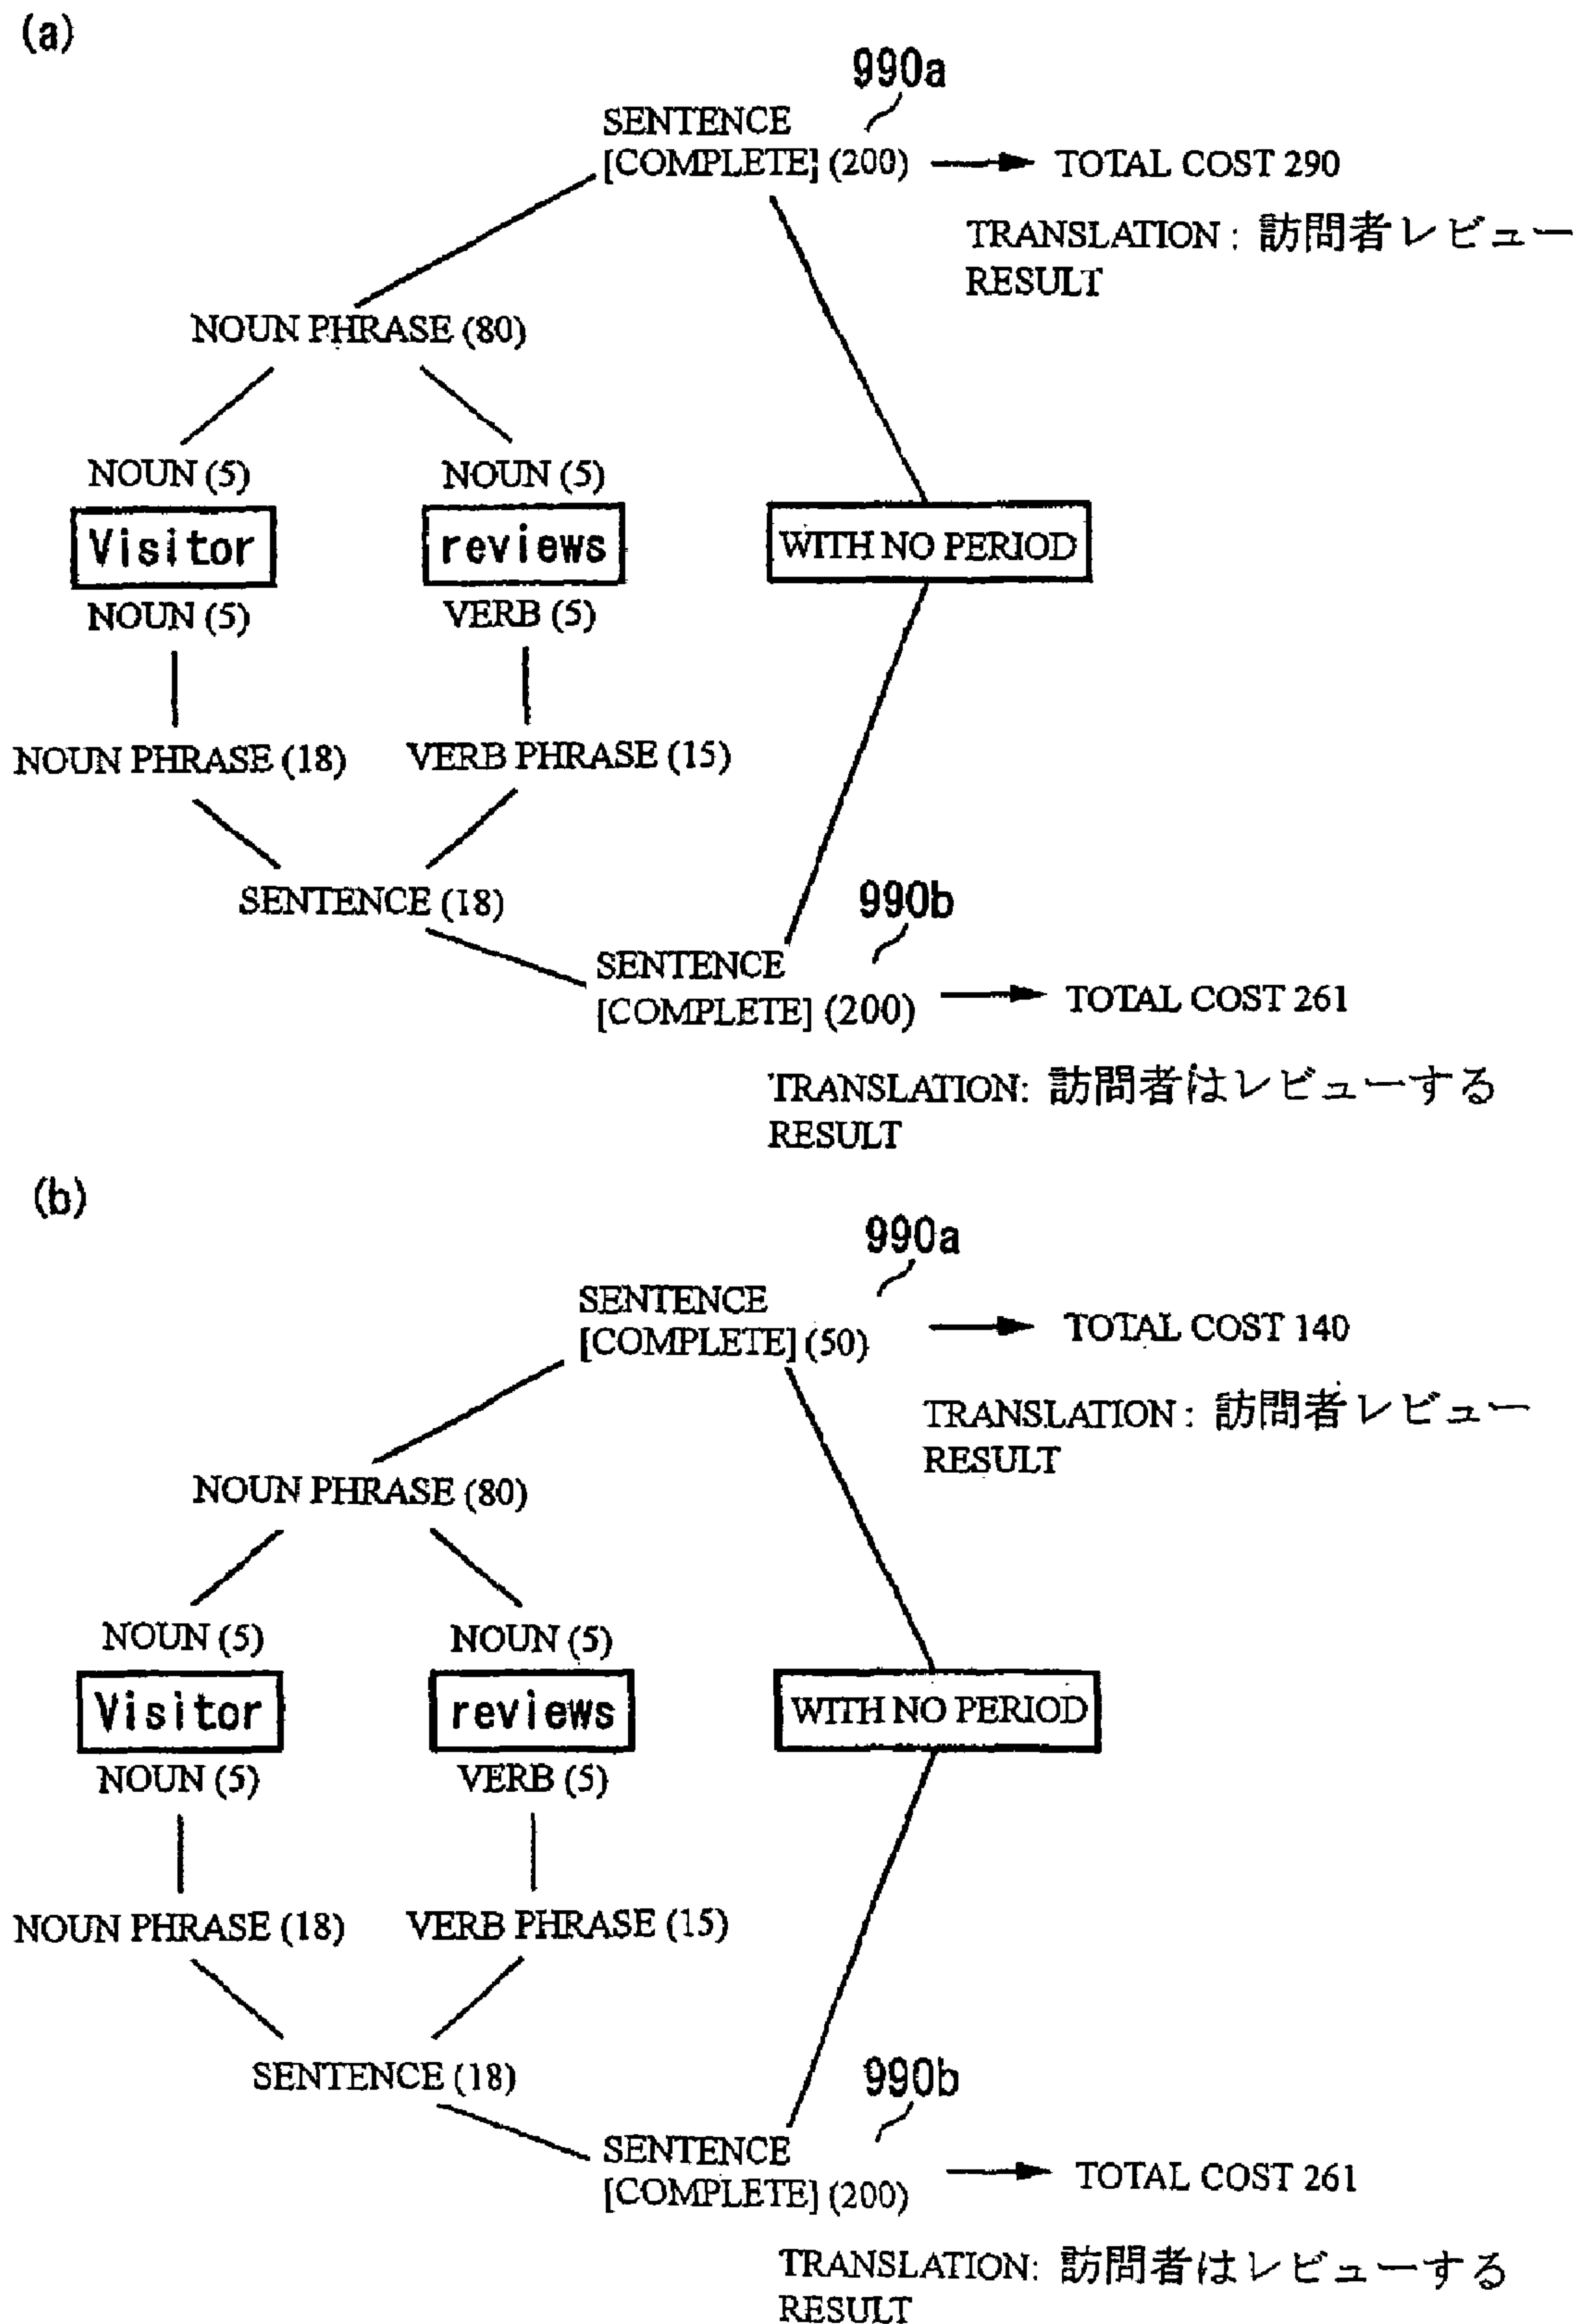 (a)
990a
SENTENCE
[COMPLETE] (200)
TOTAL COST 290
TRANSLATION : 訪問者レビュー
RESULT
NOUN PHRASE (80)
NOUN (5)
NOUN (5)
Visitor
reviews
WITH NO PERIOD
NOUN (5)
VERB (5)
NOUN PHRASE (18)
VERB PHRASE (15)
SENTENCE (18)
990b
SENTENCE
[COMPLETE] (200)
TOTAL COST 261
TRANSLATION: 訪問者はレビューする
RESULT
(b)
990a
SENTENCE
[COMPLETE] (50)
TOTAL COST 140
TRANSLATION : 訪問者レビュー
RESULT
NOUN PHRASE (80)
NOUN (5)
NOUN (5)
Visitor
reviews
WITH NO PERIOD
NOUN (5)
VERB (5)
NOUN PHRASE (18)
VERB PHRASE (15)
SENTENCE (18)
990b
SENTENCE
[COMPLETE] (200)
TOTAL COST 261
TRANSLATION: 訪問者はレビューする
RESULT